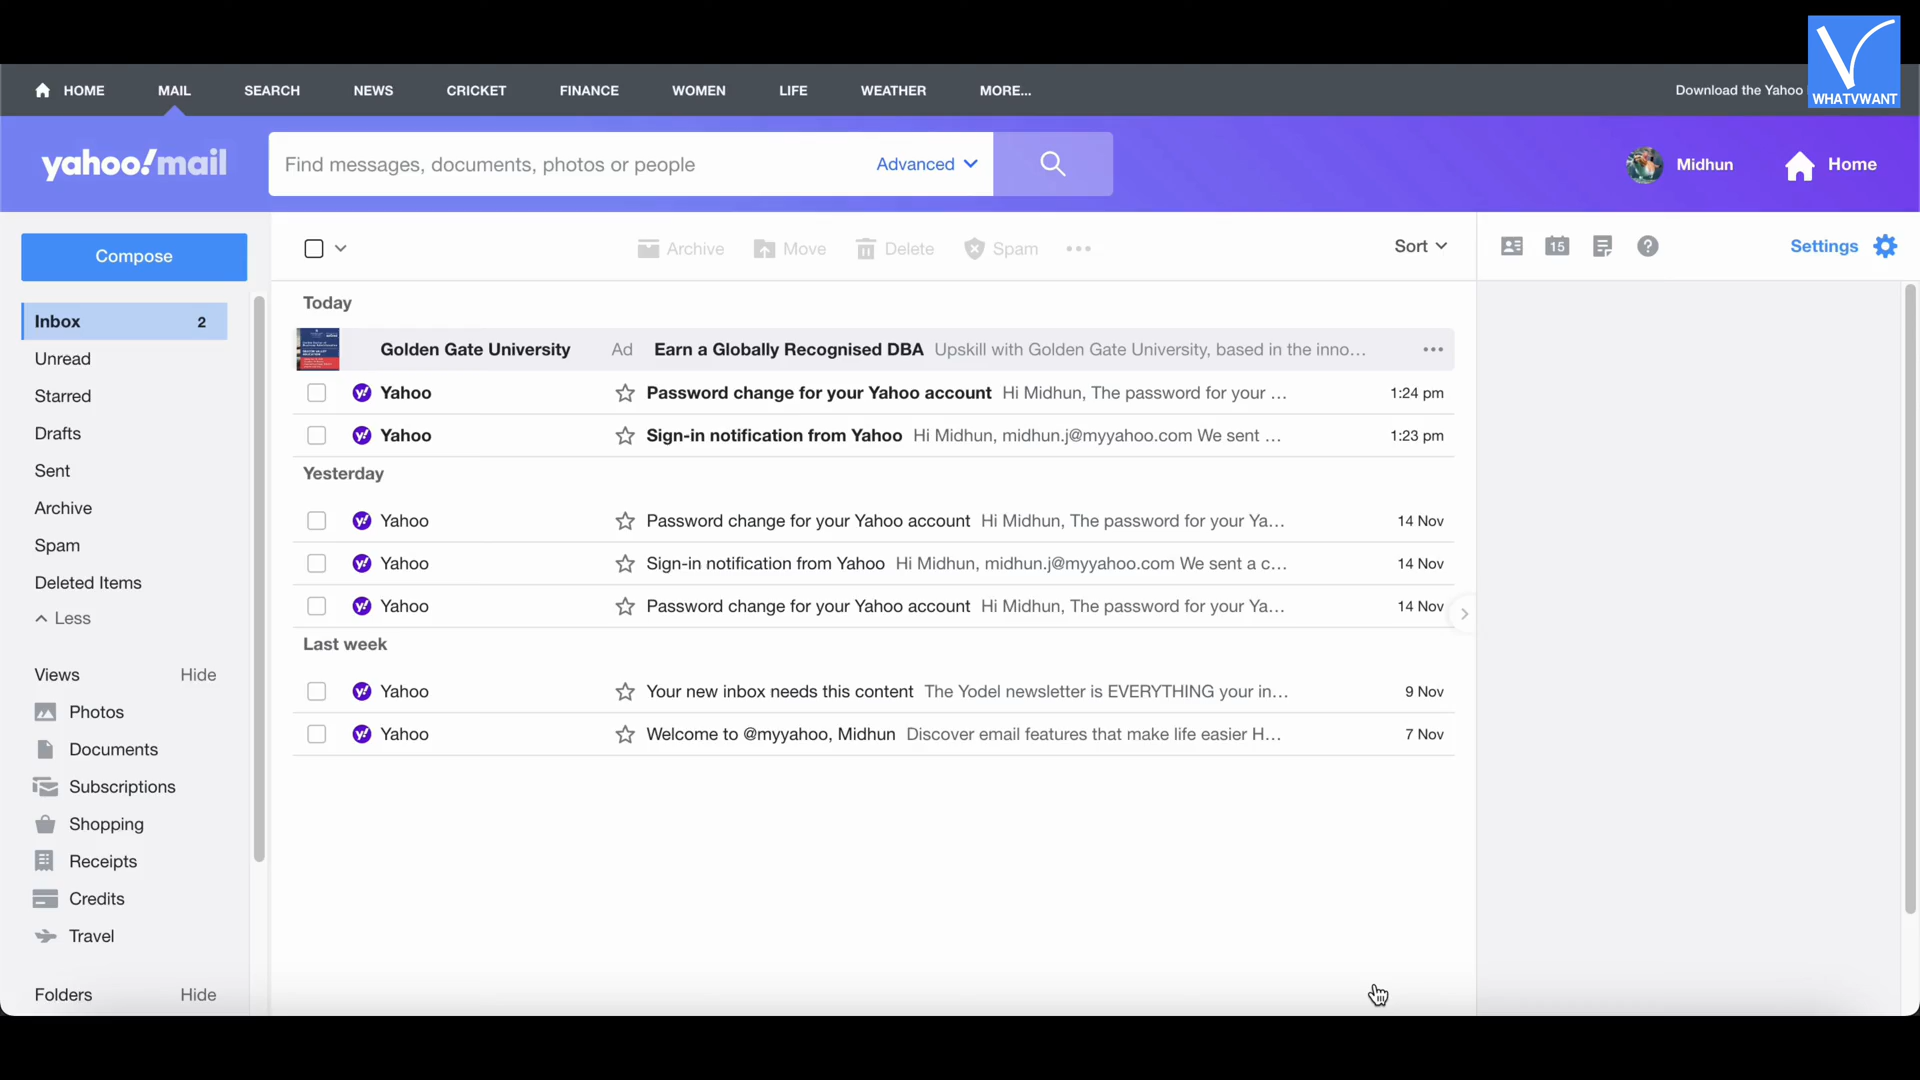 HOME MAIL SEARCH NEWS CRICKET FINANCE WOMEN LIFE WEATHER MORE... Download the Yahoo
WHATVWANT
yahoo!mail Find messages, documents, photos or people Advanced Midhun Home
Compose Archive Move Delete Spam ••• Sort 15 Settings
Inbox 2
Unread
Starred
Drafts
Sent
Archive
Spam
Deleted Items
Less
Views Hide
Photos
Documents
Subscriptions
Shopping
Receipts
Credits
Travel
Folders Hide
Today
Golden Gate University Ad Earn a Globally Recognised DBA Upskill with Golden Gate University, based in the inno... •••
y! Yahoo Password change for your Yahoo account Hi Midhun, The password for your ... 1:24 pm
y! Yahoo Sign-in notification from Yahoo Hi Midhun, midhun.j@myyahoo.com We sent ... 1:23 pm
Yesterday
y! Yahoo Password change for your Yahoo account Hi Midhun, The password for your Ya... 14 Nov
y! Yahoo Sign-in notification from Yahoo Hi Midhun, midhun.j@myyahoo.com We sent a c... 14 Nov
y! Yahoo Password change for your Yahoo account Hi Midhun, The password for your Ya... 14 Nov
Last week
y! Yahoo Your new inbox needs this content The Yodel newsletter is EVERYTHING your in... 9 Nov
y! Yahoo Welcome to @myyahoo, Midhun Discover email features that make life easier H... 7 Nov